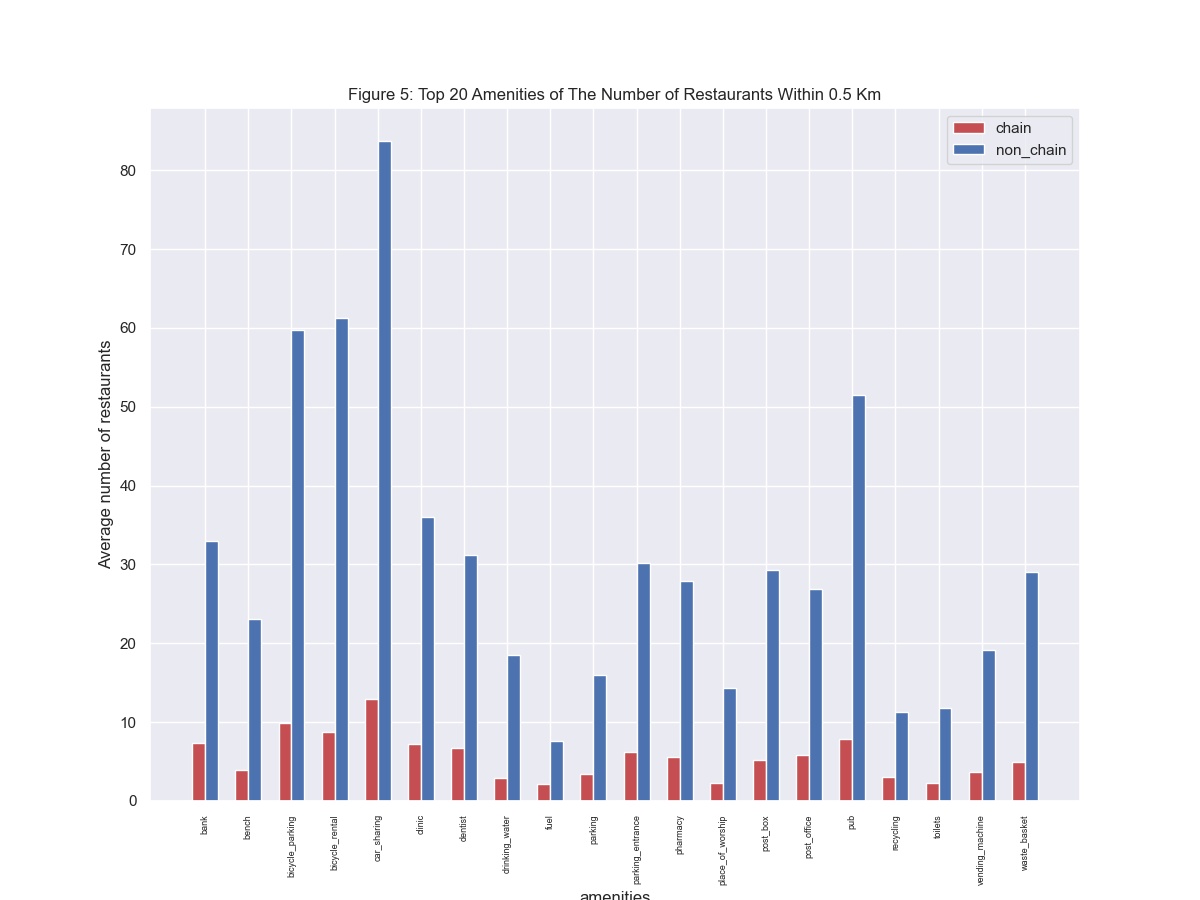 Figure 5: Top 20 Amenities of The Number of Restaurants Within 0.5 Km
chain
non_chain
Average number of restaurants
80
70
60
50
40
30
20
10
0
bank
bench
bicycle_parking
bicycle_rental
car_sharing
clinic
dentist
drinking_water
fuel
parking
parking_entrance
pharmacy
place_of_worship
post_box
post_office
pub
recycling
toilets
vending_machine
waste_basket
amenities